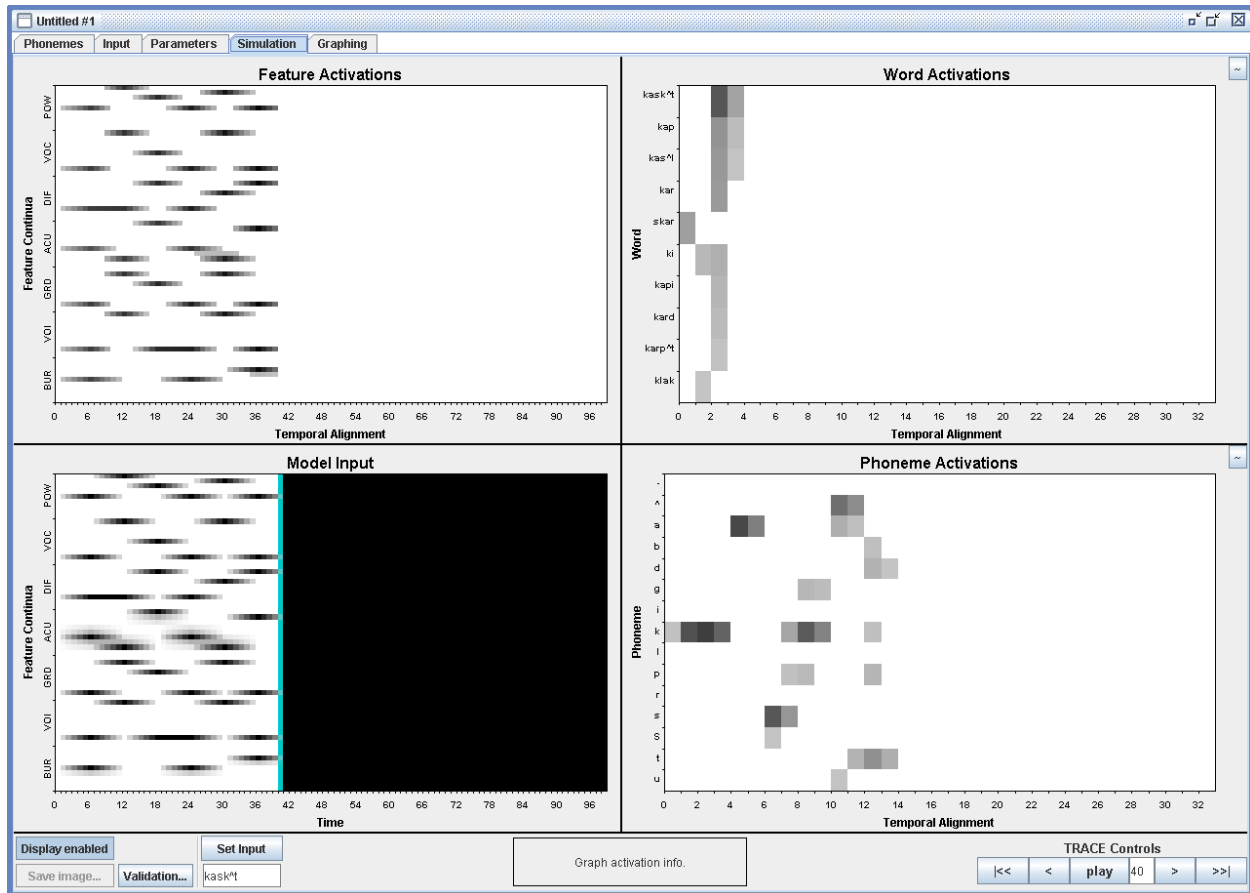 Untitled #1
Phonemes Input Parameters Simulation Graphing
Feature Activations
Feature Continua
POW
VOC
DIF
ACU
GRD
VOI
BUR
0 6 12 18 24 30 36 42 48 54 60 66 72 78 84 90 96
Temporal Alignment
Word Activations
~
Word
kask^t
kap
kas^l
kar
skar
ki
kapi
kard
karp^t
klak
0 2 4 6 8 10 12 14 16 18 20 22 24 26 28 30 32
Temporal Alignment
Model Input
Feature Continua
POW
VOC
DIF
ACU
GRD
VOI
BUR
0 6 12 18 24 30 36 42 48 54 60 66 72 78 84 90 96
Time
Phoneme Activations
~
Phoneme
-
^
a
b
d
g
i
k
l
p
r
s
S
t
u
0 2 4 6 8 10 12 14 16 18 20 22 24 26 28 30 32
Temporal Alignment
Display enabled Set Input
Save image... Validation... kask^t
Graph activation info.
TRACE Controls
|<< < play 40 > >>|